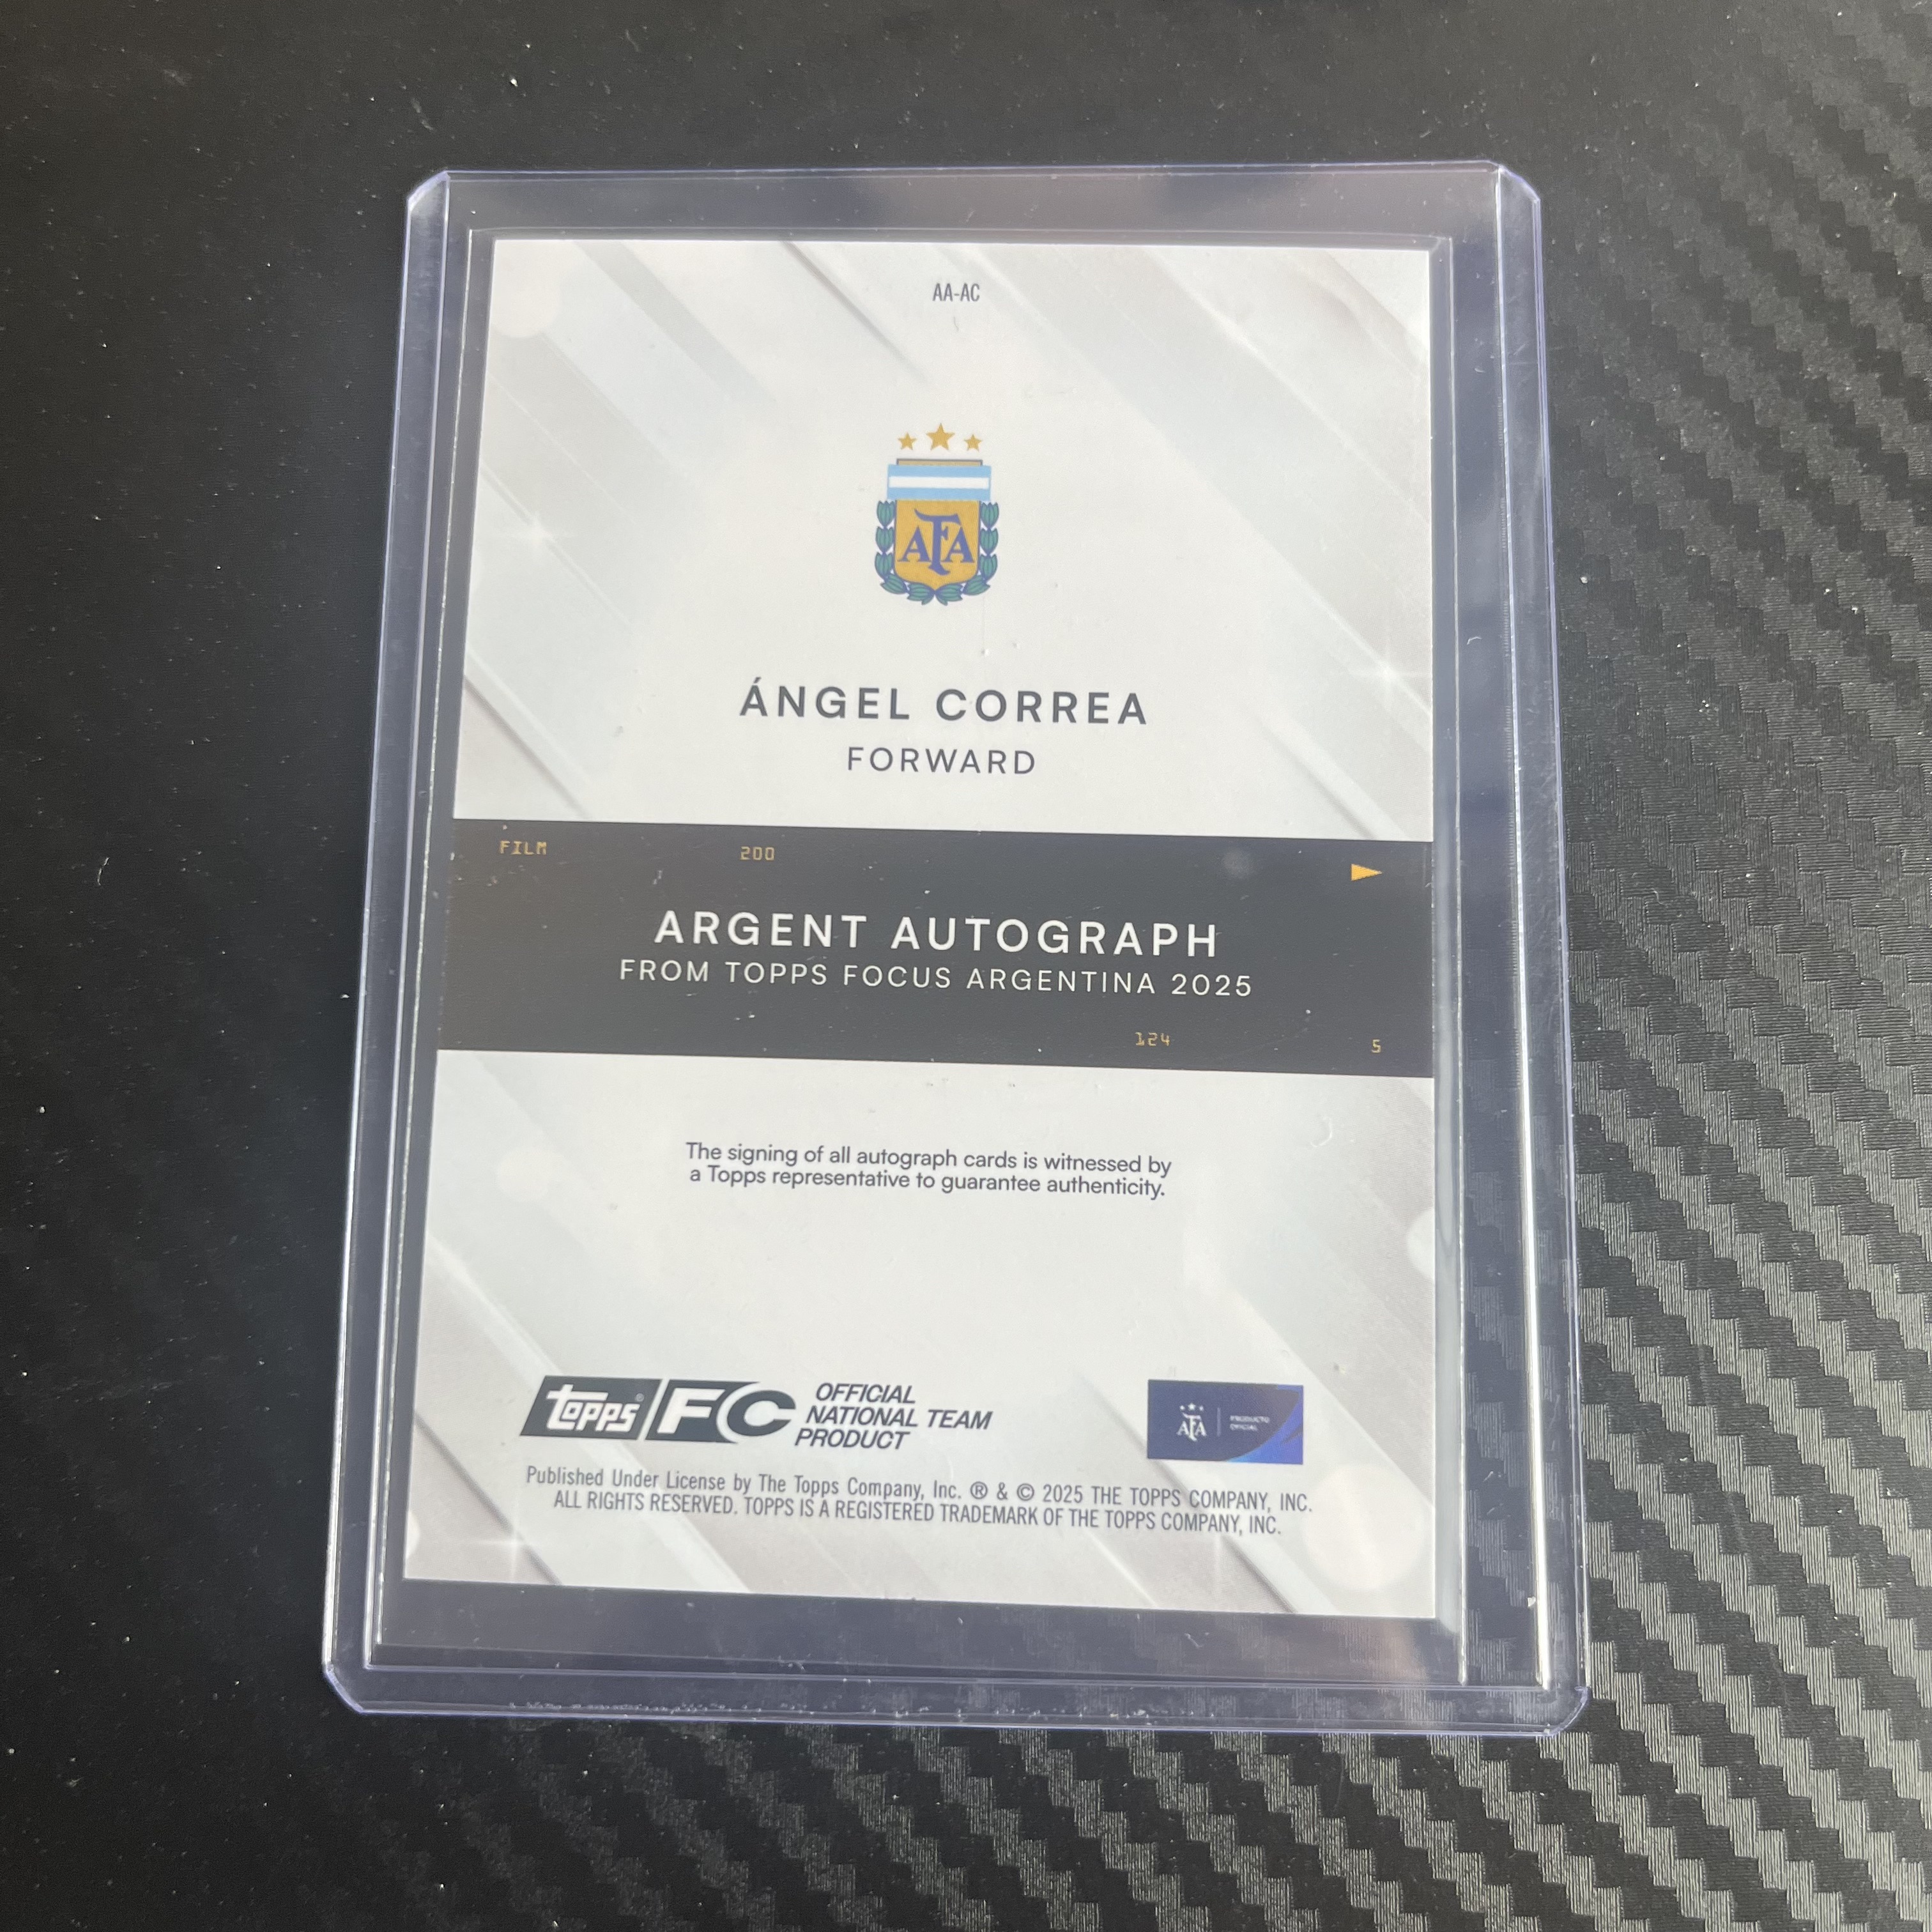 AA-AC
AFA
ÁNGEL CORREA
FORWARD
FILM 200
ARGENT AUTOGRAPH
FROM TOPPS FOCUS ARGENTINA 2025
124 5
The signing of all autograph cards is witnessed by
a Topps representative to guarantee authenticity.
topps® FC OFFICIAL
NATIONAL TEAM
PRODUCT
AFA PRODUCTO
OFICIAL
Published Under License by The Topps Company, Inc. ® & © 2025 THE TOPPS COMPANY, INC.
ALL RIGHTS RESERVED. TOPPS IS A REGISTERED TRADEMARK OF THE TOPPS COMPANY, INC.